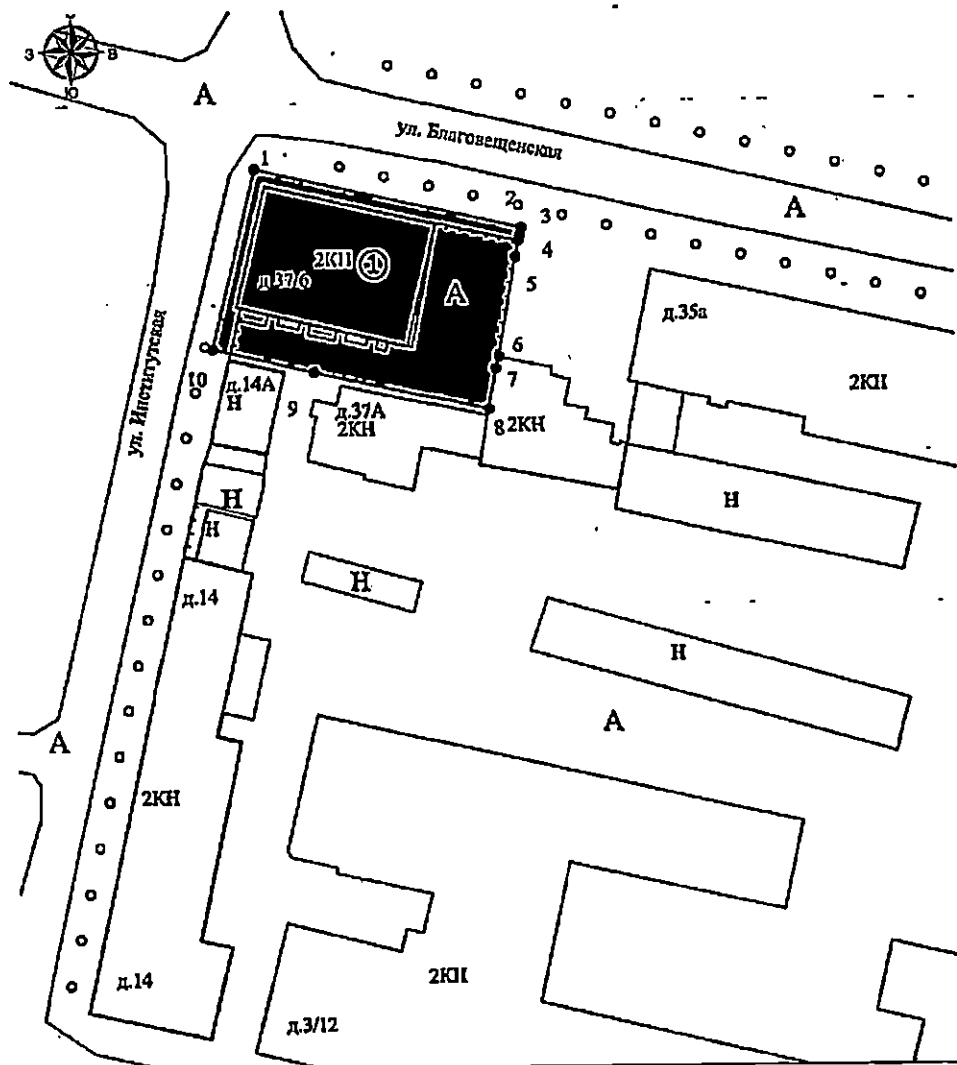 З
В
Ю
А
ул. Благовещенская
1
2
3
А
4
2КП
1
д 37б
А
5
д.35а
6
2КН
7
10
д.14А
Н
9
д.37А
2КН
8
2КН
ул. Институтская
Н
Н
Н
Н
д.14
Н
А
А
2КН
2КН
д.14
д.3/12